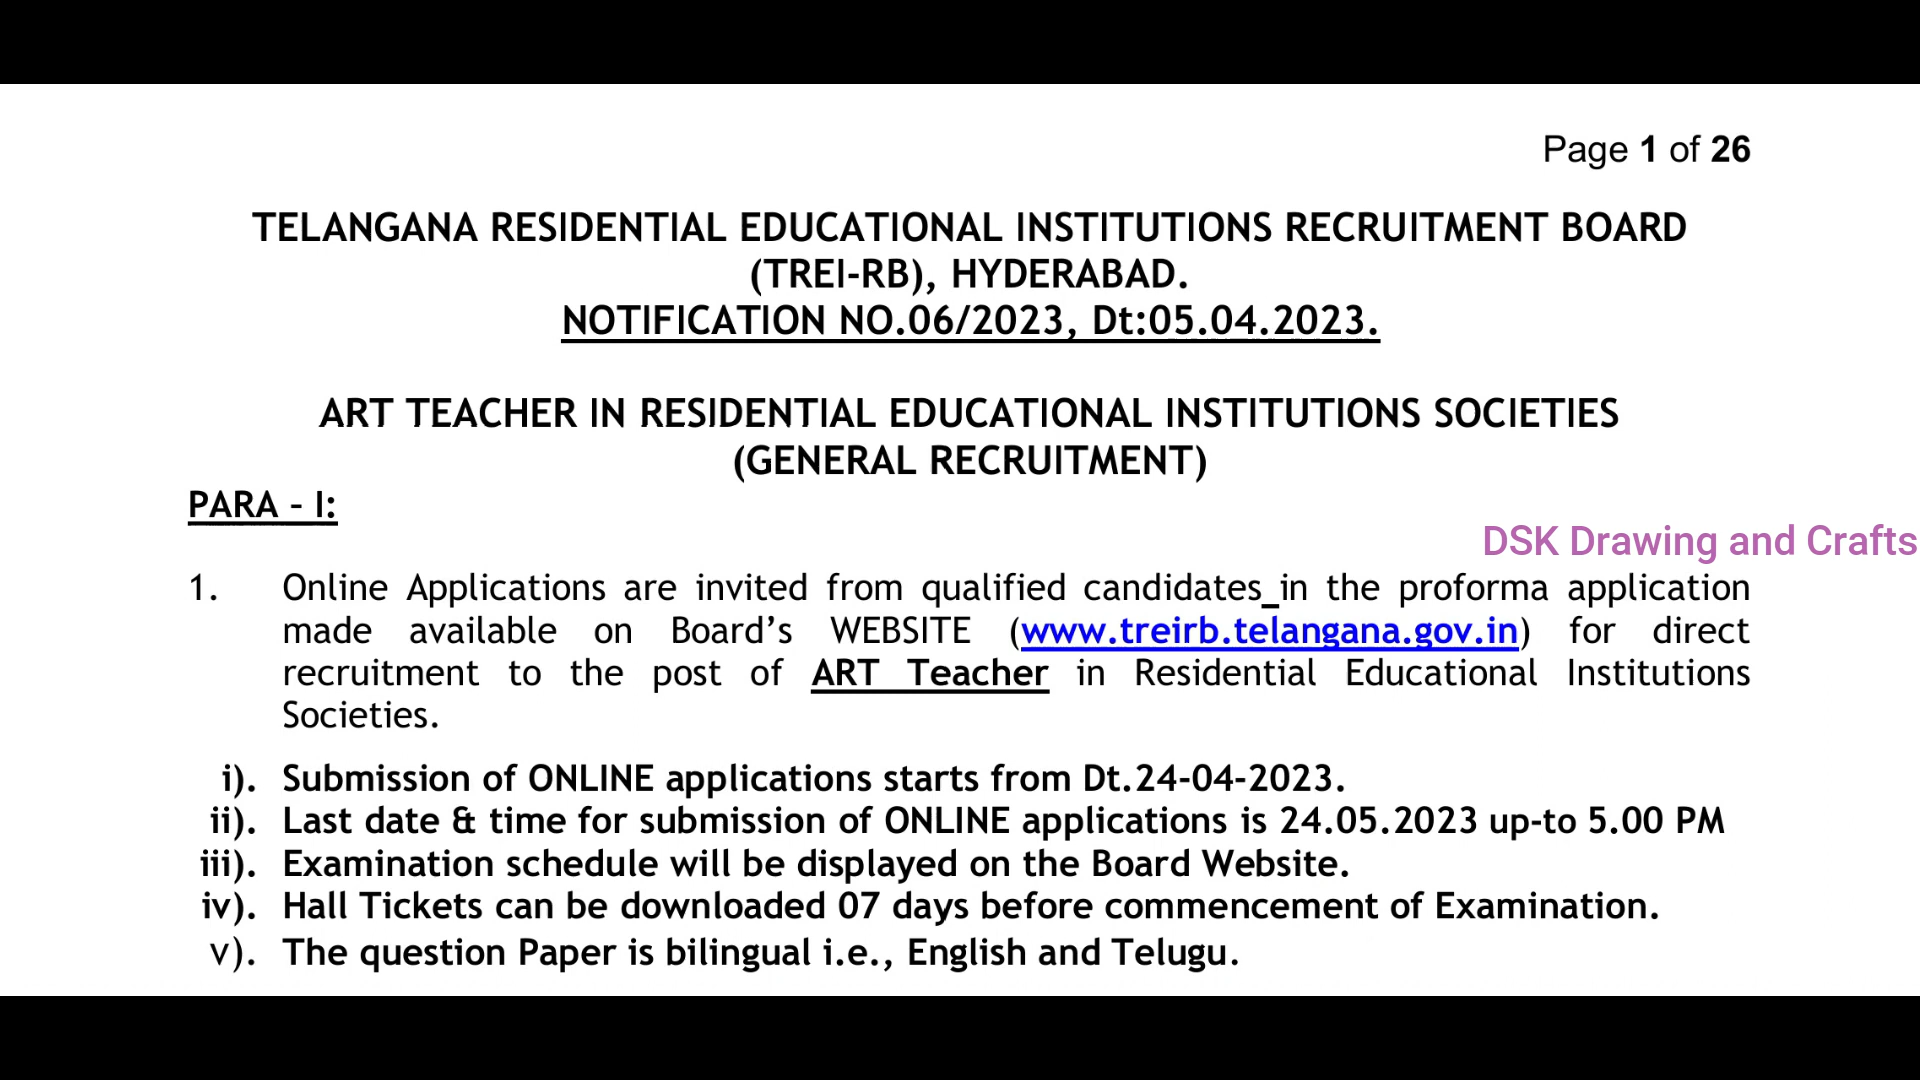 Page 1 of 26
TELANGANA RESIDENTIAL EDUCATIONAL INSTITUTIONS RECRUITMENT BOARD
(TREI-RB), HYDERABAD.
NOTIFICATION NO.06/2023, Dt:05.04.2023.
ART TEACHER IN RESIDENTIAL EDUCATIONAL INSTITUTIONS SOCIETIES
(GENERAL RECRUITMENT)
PARA – I:
DSK Drawing and Crafts
1. Online Applications are invited from qualified candidates in the proforma application
made available on Board’s WEBSITE (www.treirb.telangana.gov.in) for direct
recruitment to the post of ART Teacher in Residential Educational Institutions
Societies.
i). Submission of ONLINE applications starts from Dt.24-04-2023.
ii). Last date & time for submission of ONLINE applications is 24.05.2023 up-to 5.00 PM
iii). Examination schedule will be displayed on the Board Website.
iv). Hall Tickets can be downloaded 07 days before commencement of Examination.
v). The question Paper is bilingual i.e., English and Telugu.